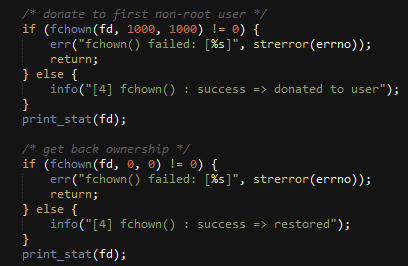 /* donate to first non-root user */
if (fchown(fd, 1000, 1000) != 0) {
    err("fchown() failed: [%s]", strerror(errno));
    return;
} else {
    info("[4] fchown() : success => donated to user");
}
print_stat(fd);

/* get back ownership */
if (fchown(fd, 0, 0) != 0) {
    err("fchown() failed: [%s]", strerror(errno));
    return;
} else {
    info("[4] fchown() : success => restored");
}
print_stat(fd);